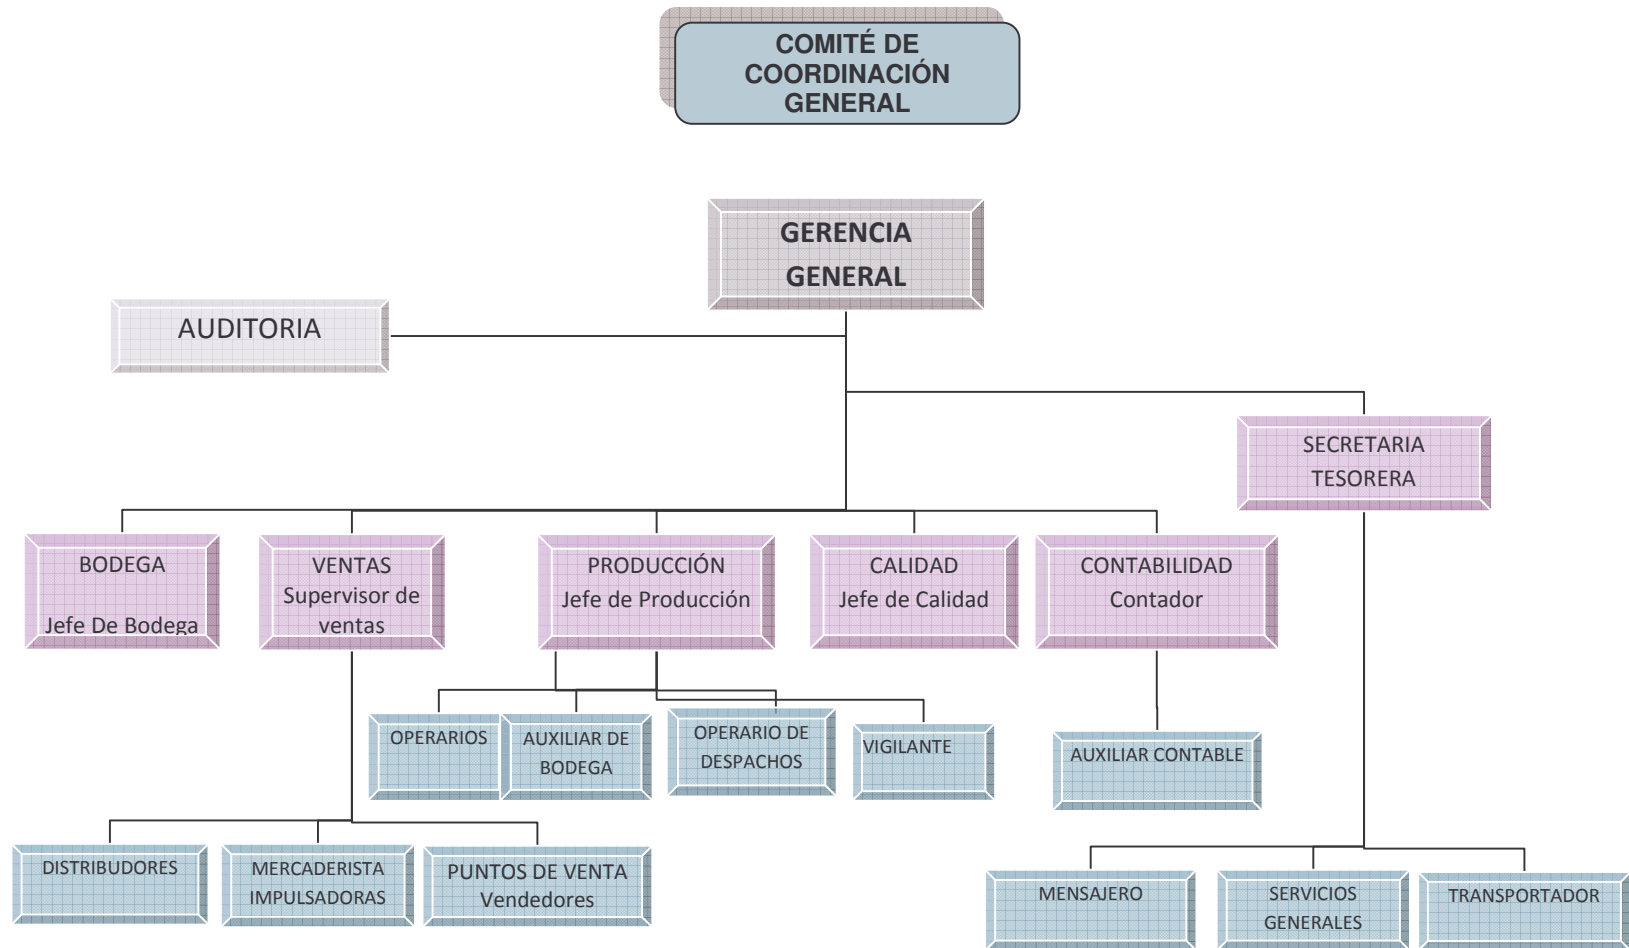 COMITÉ DE
COORDINACIÓN
GENERAL
GERENCIA
GENERAL
AUDITORIA
SECRETARIA
TESORERA
BODEGA
Jefe De Bodega
VENTAS
Supervisor de
ventas
PRODUCCIÓN
Jefe de Producción
CALIDAD
Jefe de Calidad
CONTABILIDAD
Contador
OPERARIOS
AUXILIAR DE
BODEGA
OPERARIO DE
DESPACHOS
VIGILANTE
AUXILIAR CONTABLE
DISTRIBUDORES
MERCADERISTA
IMPULSADORAS
PUNTOS DE VENTA
Vendedores
MENSAJERO
SERVICIOS
GENERALES
TRANSPORTADOR